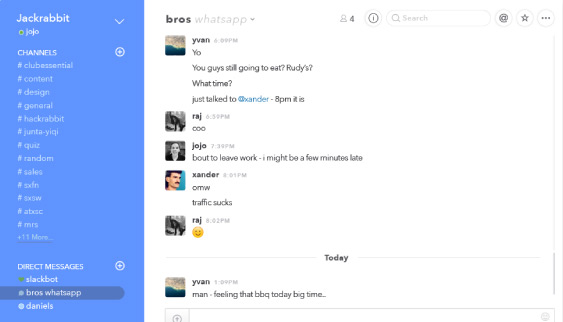 Jackrabbit
jojo
CHANNELS
# clubessential
# content
# design
# general
# hackrabbit
# junta-yiqi
# quiz
# random
# sales
# sxfn
# sxsw
# atxsc
# mrs
+11 More...
DIRECT MESSAGES
slackbot
bros whatsapp
daniels
bros whatsapp
4
Search
yvan 6:09PM
Yo
You guys still going to eat? Rudy's?
What time?
just talked to @xander - 8pm it is
raj 6:39PM
coo
jojo 7:39PM
bout to leave work - i might be a few minutes late
xander 8:01PM
omw
traffic sucks
raj 8:02PM
Today
yvan 1:09PM
man - feeling that bbq today big time...